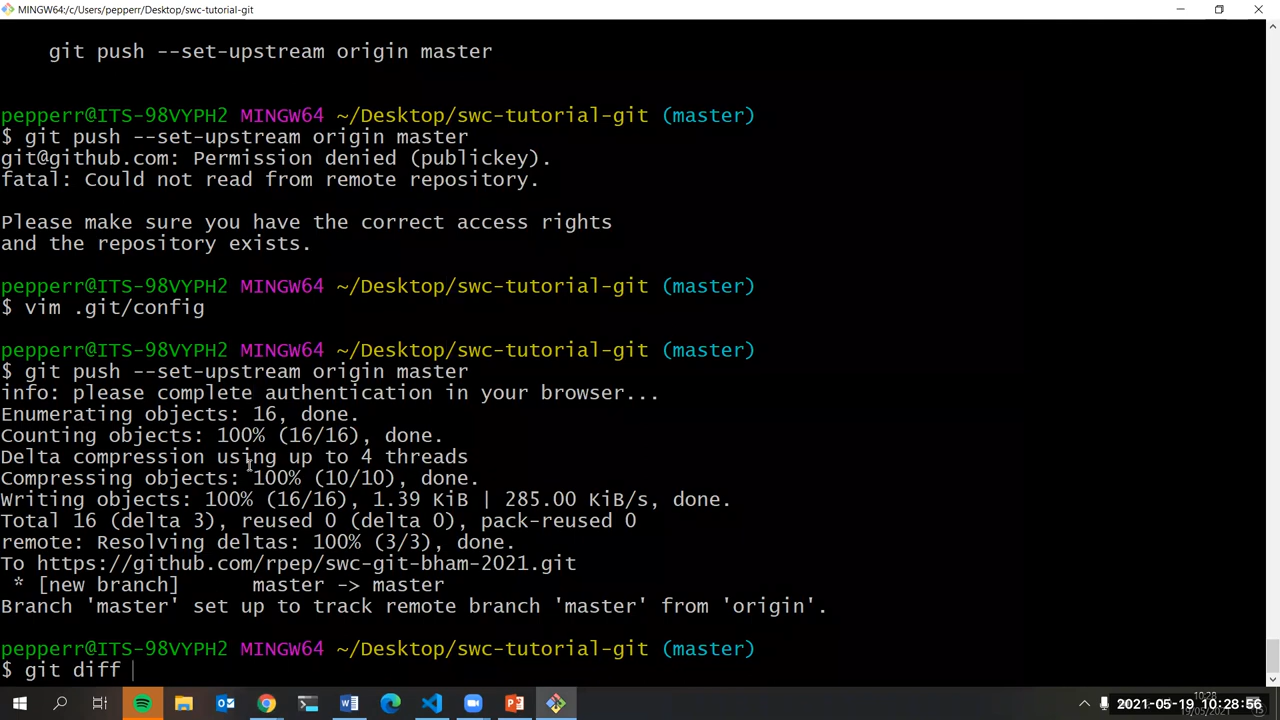 MINGW64:/c/Users/pepperr/Desktop/swc-tutorial-git
git push --set-upstream origin master
pepperr@ITS-98VYPH2 MINGW64 ~/Desktop/swc-tutorial-git (master)
$ git push --set-upstream origin master
git@github.com: Permission denied (publickey).
fatal: Could not read from remote repository.
Please make sure you have the correct access rights
and the repository exists.
pepperr@ITS-98VYPH2 MINGW64 ~/Desktop/swc-tutorial-git (master)
$ vim .git/config
pepperr@ITS-98VYPH2 MINGW64 ~/Desktop/swc-tutorial-git (master)
$ git push --set-upstream origin master
info: please complete authentication in your browser...
Enumerating objects: 16, done.
Counting objects: 100% (16/16), done.
Delta compression using up to 4 threads
Compressing objects: 100% (10/10), done.
Writing objects: 100% (16/16), 1.39 KiB | 285.00 KiB/s, done.
Total 16 (delta 3), reused 0 (delta 0), pack-reused 0
remote: Resolving deltas: 100% (3/3), done.
To https://github.com/rpep/swc-git-bham-2021.git
* [new branch] master -> master
Branch 'master' set up to track remote branch 'master' from 'origin'.
pepperr@ITS-98VYPH2 MINGW64 ~/Desktop/swc-tutorial-git (master)
$ git diff
10:28
2021-05-19 10:28:56